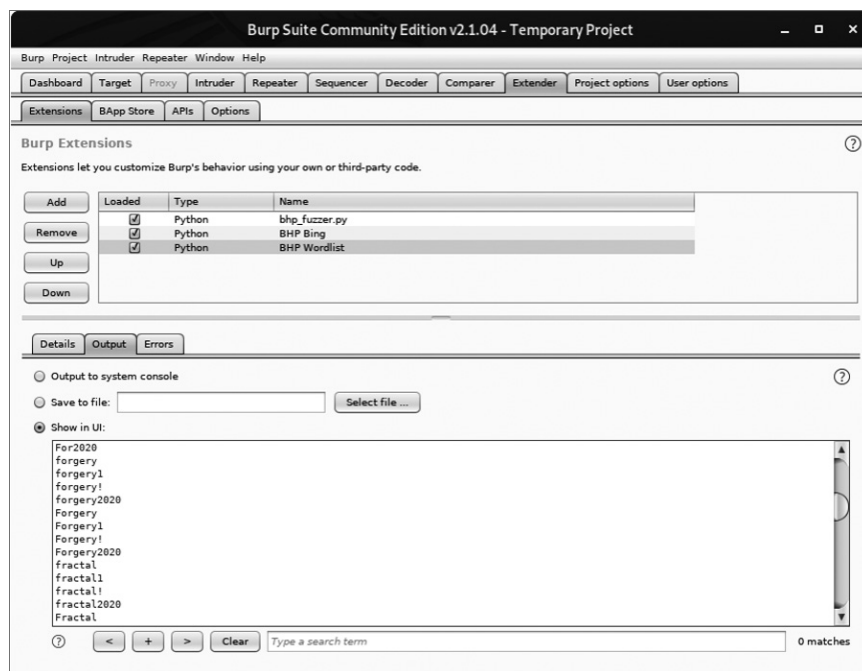 Burp Suite Community Edition v2.1.04 - Temporary Project
Burp Project Intruder Repeater Window Help
Dashboard Target Proxy Intruder Repeater Sequencer Decoder Comparer Extender Project options User options
Extensions BApp Store APIs Options
Burp Extensions
Extensions let you customize Burp's behavior using your own or third-party code.
Add
Remove
Up
Down
Loaded Type Name
Python bhp_fuzzer.py
Python BHP Bing
Python BHP Wordlist
Details Output Errors
Output to system console
Save to file: Select file ...
Show in UI:
For2020
forgery
forgery1
forgery!
forgery2020
Forgery
Forgery1
Forgery!
Forgery2020
fractal
fractal1
fractal!
fractal2020
Fractal
? < + > Clear Type a search term 0 matches